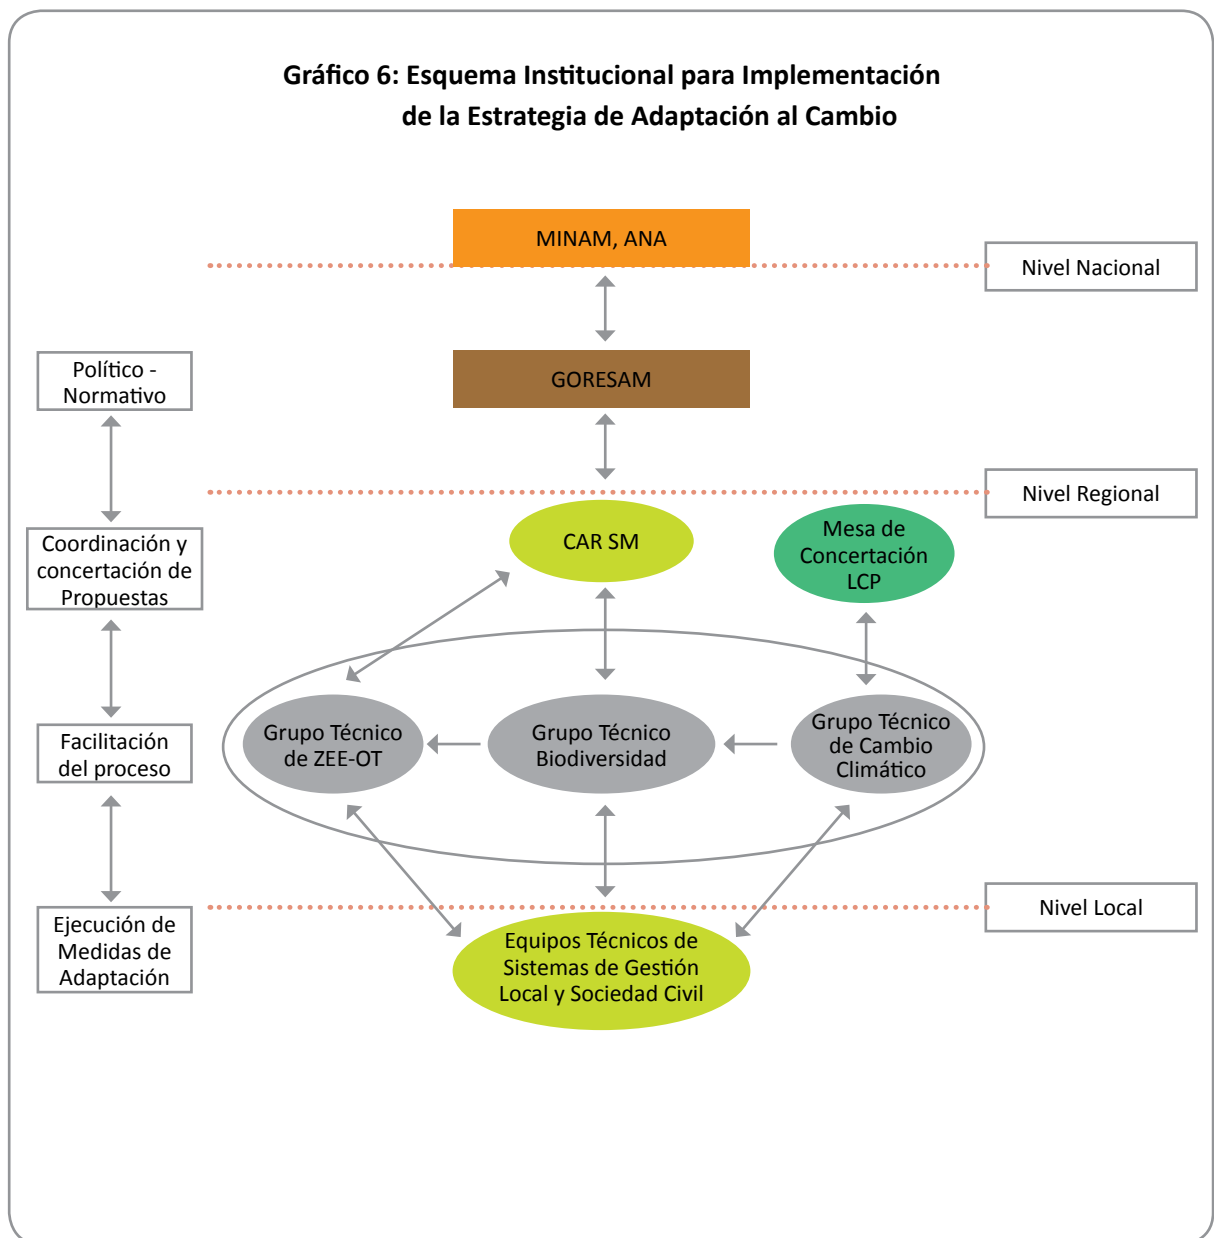 Gráfico 6: Esquema Institucional para Implementación
de la Estrategia de Adaptación al Cambio
MINAM, ANA
Nivel Nacional
Político -
Normativo
GORESAM
Nivel Regional
Coordinación y
concertación de
Propuestas
CAR SM
Mesa de
Concertación
LCP
Facilitación
del proceso
Grupo Técnico
de ZEE-OT
Grupo Técnico
Biodiversidad
Grupo Técnico
de Cambio
Climático
Nivel Local
Ejecución de
Medidas de
Adaptación
Equipos Técnicos de
Sistemas de Gestión
Local y Sociedad Civil